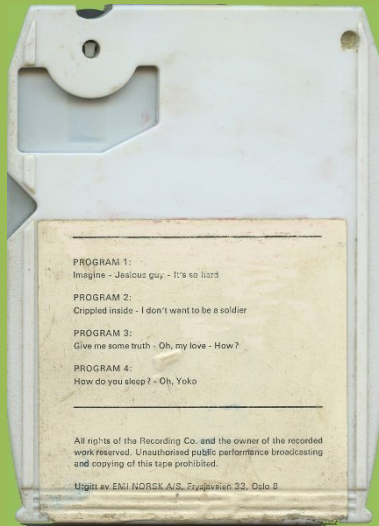 PROGRAM 1:
Imagine - Jealous guy - It's so hard
PROGRAM 2:
Crippled inside - I don't want to be a soldier
PROGRAM 3:
Give me some truth - Oh, my love - How?
PROGRAM 4:
How do you sleep? - Oh, Yoko
All rights of the Recording Co. and the owner of the recorded
work reserved. Unauthorised public performance broadcasting
and copying of this tape prohibited.
Utgitt av EMI NORSK A/S, Frysjaveien 33, Oslo 8